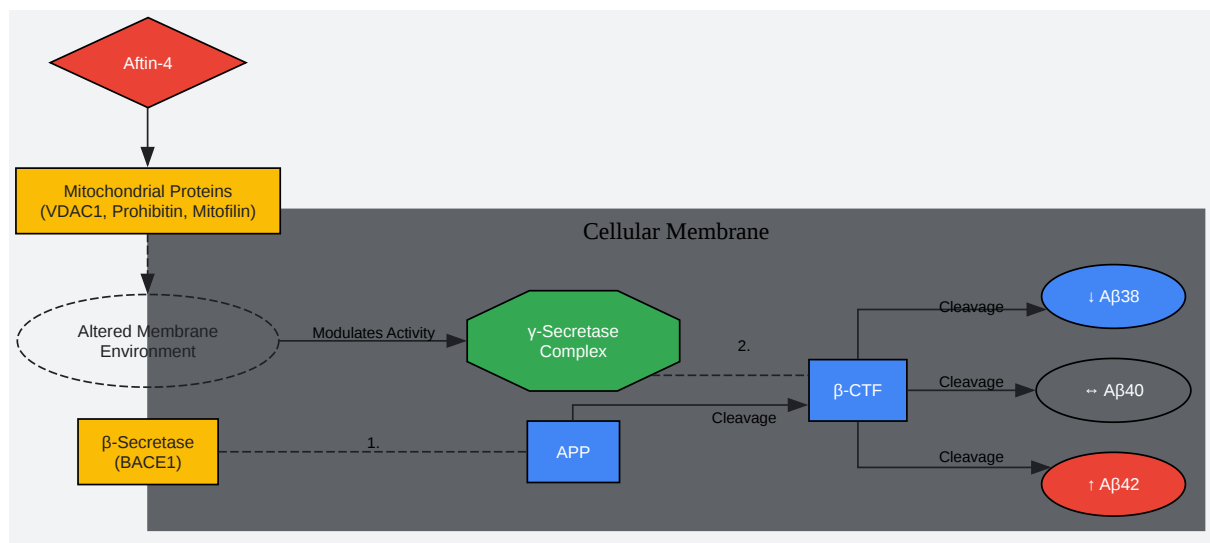 Aftin-4
Mitochondrial Proteins
(VDAC1, Prohibitin, Mitofilin)
Cellular Membrane
Altered Membrane
Environment
Modulates Activity
γ-Secretase
Complex
2.
β-Secretase
(BACE1)
1.
APP
Cleavage
β-CTF
Cleavage
↓ Aβ38
Cleavage
↔ Aβ40
Cleavage
↑ Aβ42